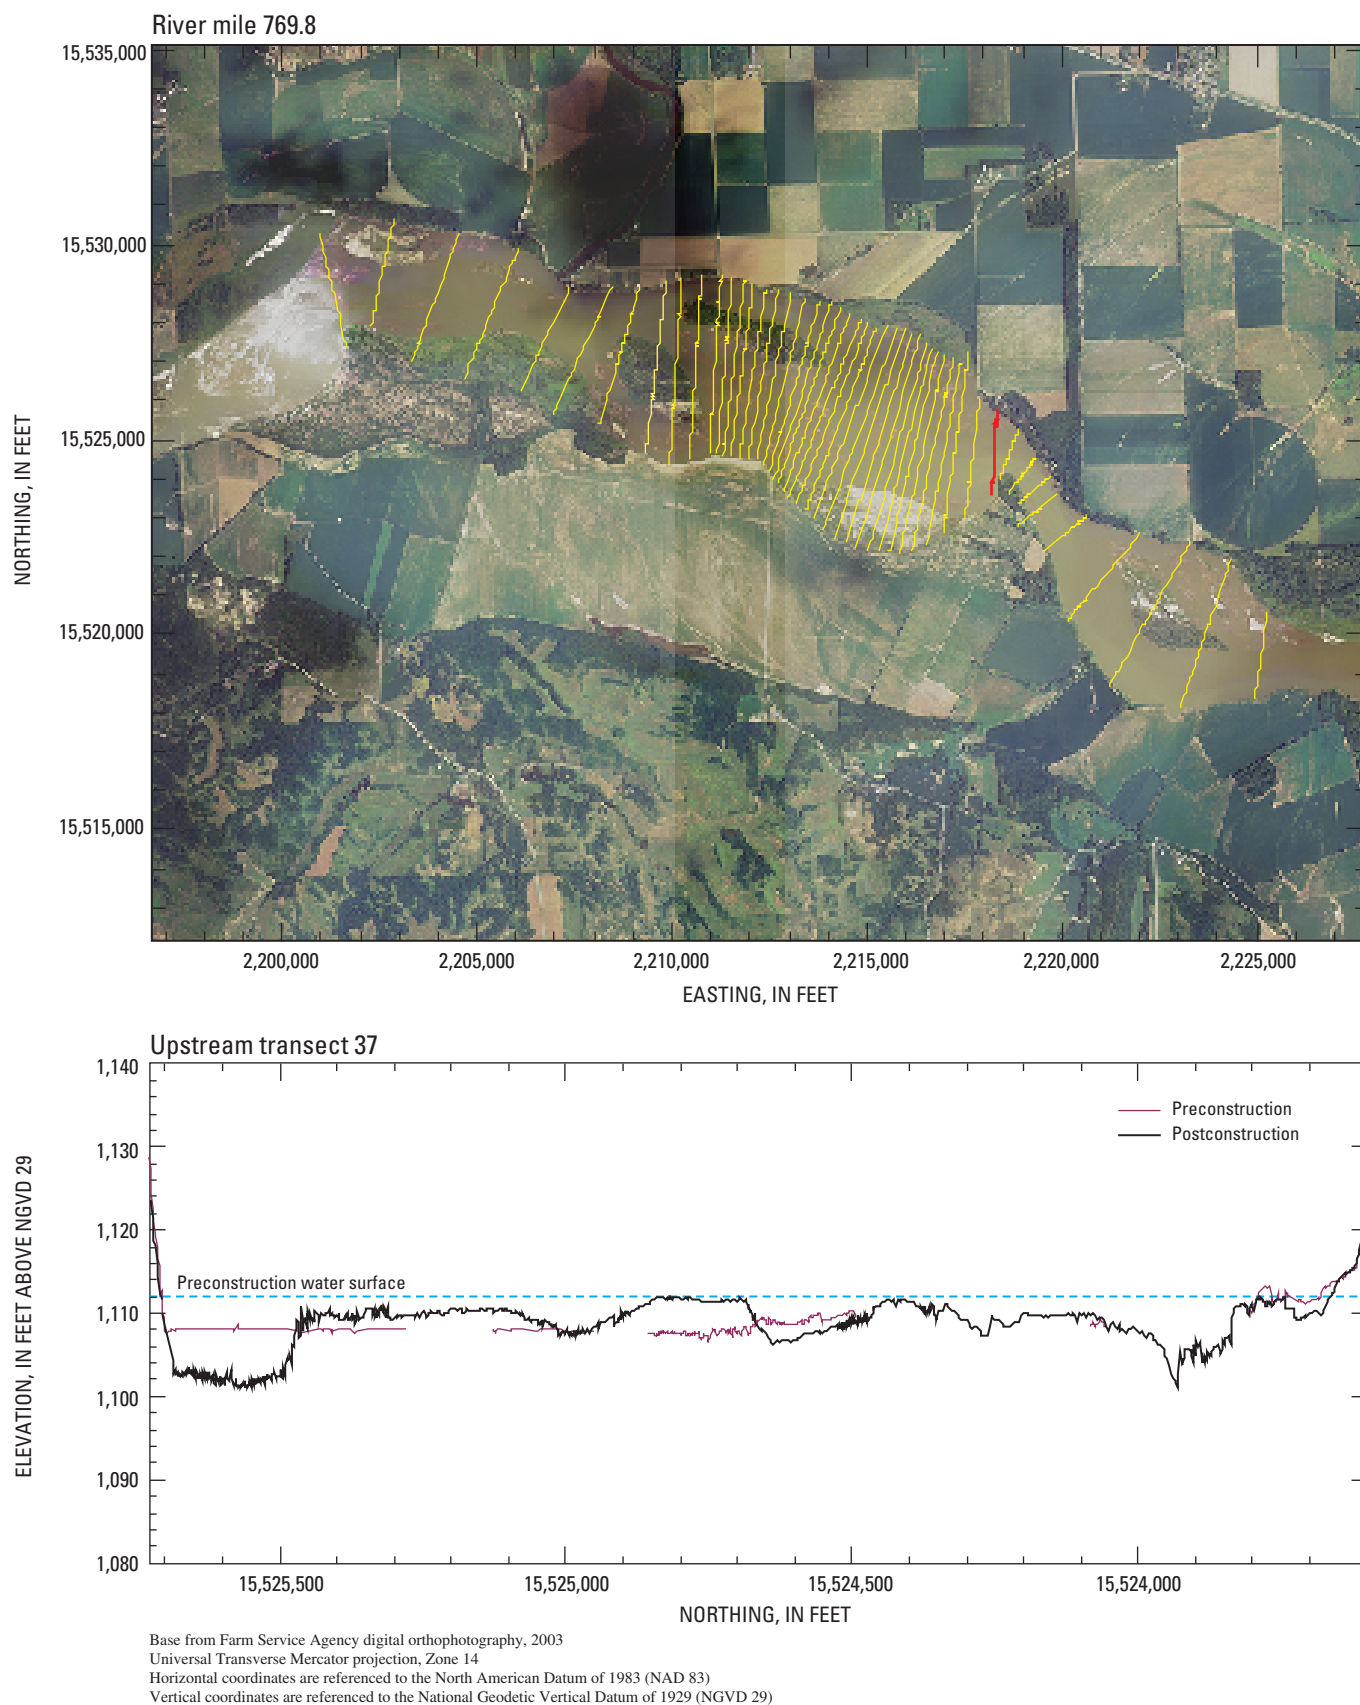 River mile 769.8
15,535,000
15,530,000
15,525,000
15,520,000
15,515,000
NORTHING, IN FEET
2,200,000 2,205,000 2,210,000 2,215,000 2,220,000 2,225,000
EASTING, IN FEET
Upstream transect 37
1,140
1,130
1,120
1,110
1,100
1,090
1,080
ELEVATION, IN FEET ABOVE NGVD 29
Preconstruction
Postconstruction
Preconstruction water surface
15,525,500 15,525,000 15,524,500 15,524,000
NORTHING, IN FEET
Base from Farm Service Agency digital orthophotography, 2003
Universal Transverse Mercator projection, Zone 14
Horizontal coordinates are referenced to the North American Datum of 1983 (NAD 83)
Vertical coordinates are referenced to the National Geodetic Vertical Datum of 1929 (NGVD 29)